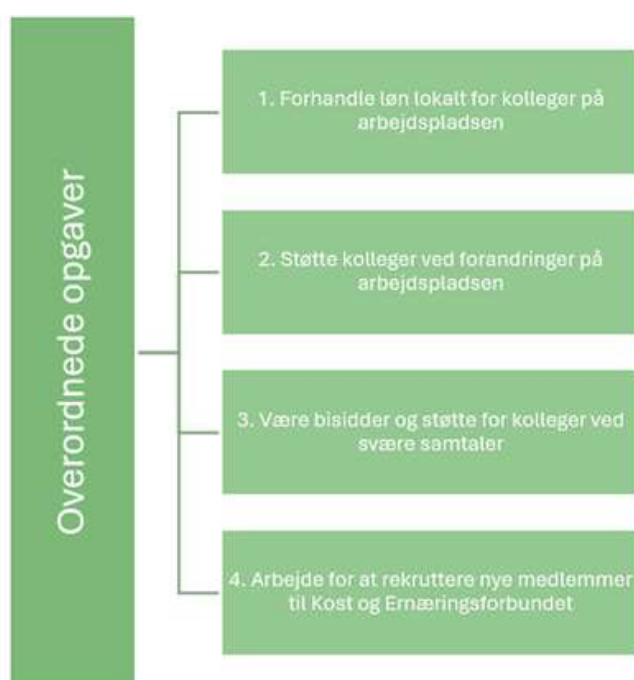 Overordnede opgaver
1. Forhandle løn lokalt for kolleger på
arbejdspladsen
2. Støtte kolleger ved forandringer på
arbejdspladsen
3. Være bisidder og støtte for kolleger ved
svære samtaler
4. Arbejde for at rekruttere nye medlemmer
til Kost og Ernæringsforbundet